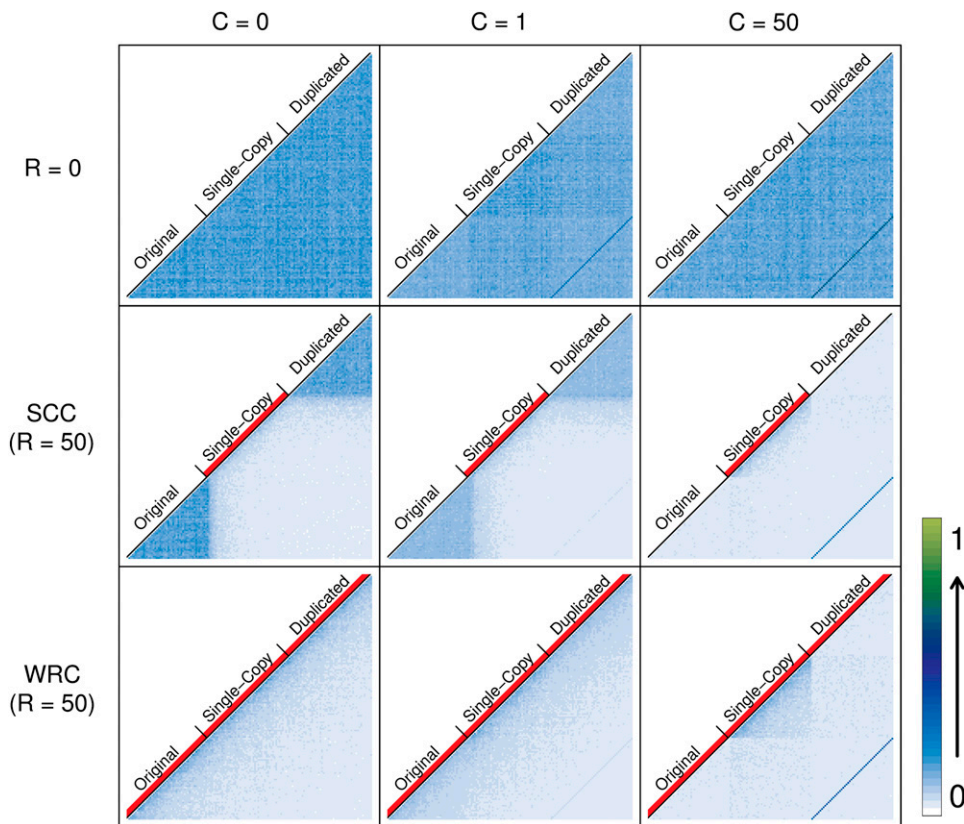 C = 0 C = 1 C = 50
R = 0
Original | Single−Copy | Duplicated
Original | Single−Copy | Duplicated
Original | Single−Copy | Duplicated
SCC
(R = 50)
Original | Single−Copy | Duplicated
Original | Single−Copy | Duplicated
Original | Single−Copy | Duplicated
WRC
(R = 50)
Original | Single−Copy | Duplicated
Original | Single−Copy | Duplicated
Original | Single−Copy | Duplicated
1
0